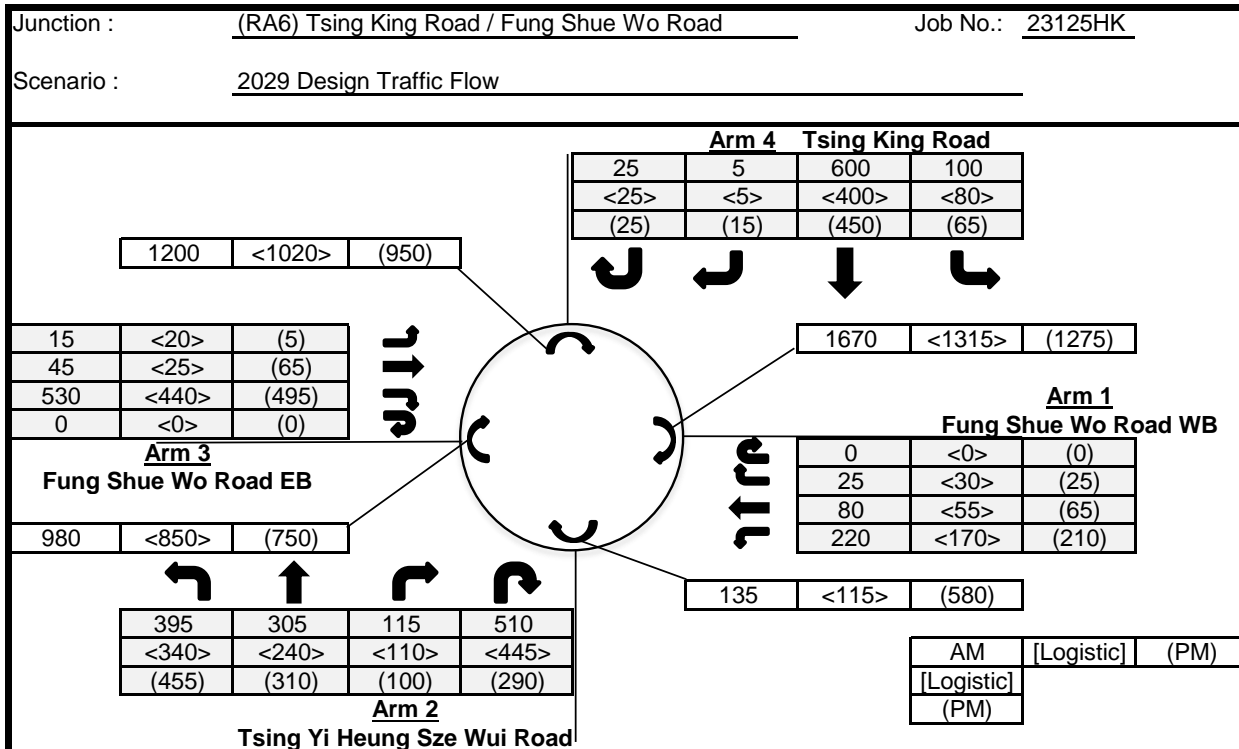 Junction : (RA6) Tsing King Road / Fung Shue Wo Road Job No.: 23125HK
Scenario : 2029 Design Traffic Flow
Arm 4 Tsing King Road
25 5 600 100
<25> <5> <400> <80>
(25) (15) (450) (65)
1200 <1020> (950)
15 <20> (5)
45 <25> (65)
530 <440> (495)
0 <0> (0)
Arm 3
Fung Shue Wo Road EB
1670 <1315> (1275)
Arm 1
Fung Shue Wo Road WB
0 <0> (0)
25 <30> (25)
80 <55> (65)
220 <170> (210)
980 <850> (750)
135 <115> (580)
395 305 115 510
<340> <240> <110> <445>
(455) (310) (100) (290)
Arm 2
Tsing Yi Heung Sze Wui Road
AM [Logistic] (PM)
[Logistic]
(PM)